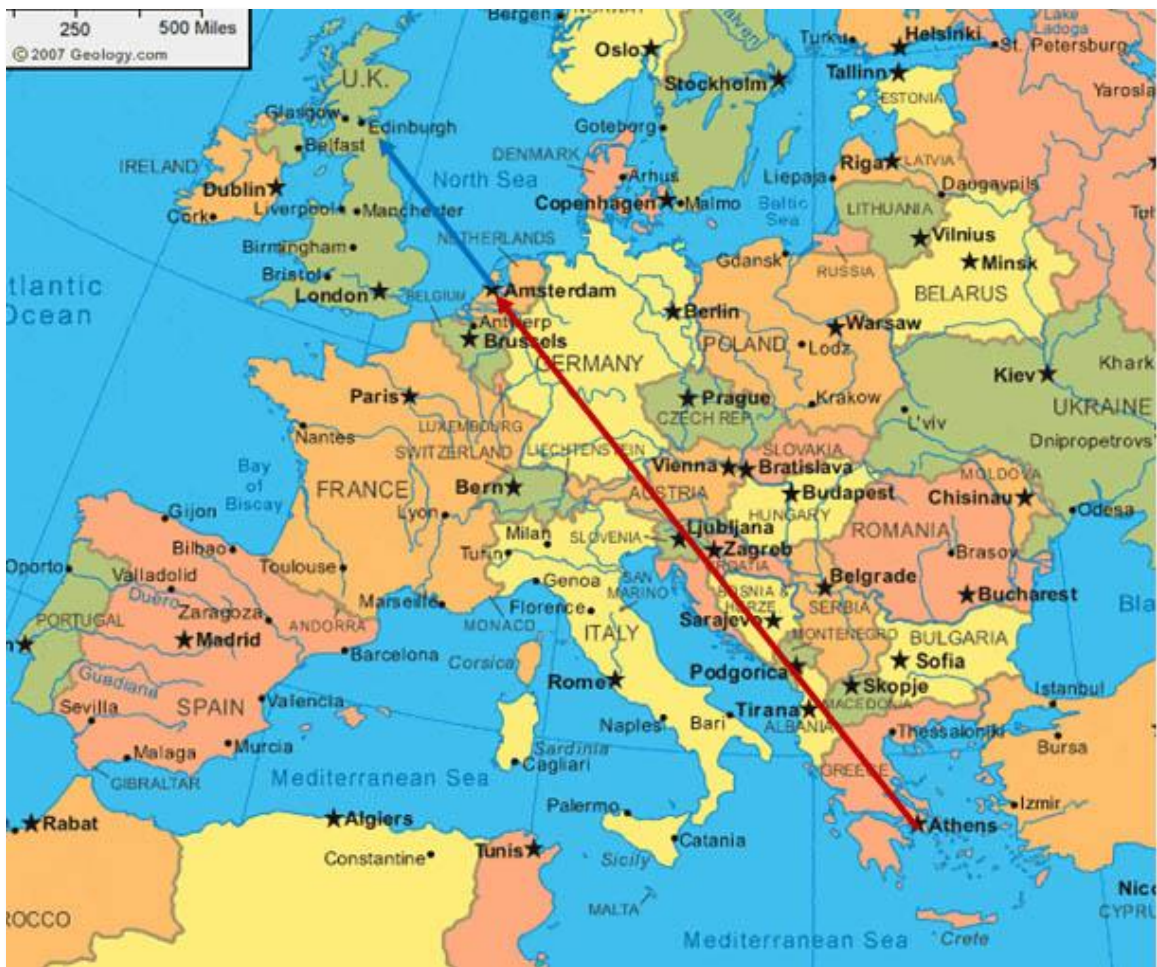 250 500 Miles
© 2007 Geology.com
Bergen
Oslo
Stockholm
Turku
Helsinki
Lake
Ladoga
St. Petersburg
Tallinn
ESTONIA
Yarosla
U.K.
Glasgow
Edinburgh
Belfast
IRELAND
Dublin
Cork
Liverpool
Manchester
Birmingham
Bristol
London
North Sea
Goteborg
DENMARK
Arhus
Copenhagen
Malmo
Baltic
Sea
Liepaja
Riga
LATVIA
Daugavpils
LITHUANIA
Vilnius
Minsk
BELARUS
Gdansk
RUSSIA
tlantic
Ocean
NETHERLANDS
Amsterdam
BELGIUM
Antwerp
Brussels
GERMANY
Berlin
POLAND
Warsaw
Lodz
Krakow
Kiev
Khark
UKRAINE
L'viv
Dnipropetrovs
Paris
Nantes
LUXEMBOURG
SWITZERLAND
LIECHTENSTEIN
Prague
CZECH REP.
SLOVAKIA
Vienna
Bratislava
AUSTRIA
Budapest
HUNGARY
MOLDOVA
Chisinau
Odesa
ROMANIA
Brasov
Bucharest
Bay
of
Biscay
FRANCE
Bern
Lyon
Milan
Turin
Genoa
Toulouse
Marseille
MONACO
Florence
SAN
MARINO
ITALY
SLOVENIA
Ljubljana
Zagreb
CROATIA
BOSNIA &
HERZE
Sarajevo
Belgrade
SERBIA
MONTENEGRO
Podgorica
BULGARIA
Sofia
Skopje
MACEDONIA
Tirana
ALBANIA
Bla
Gijon
Bilbao
Oporto
Valladolid
Duero
Zaragoza
PORTUGAL
Madrid
ANDORRA
Barcelona
Guadiana
Sevilla
SPAIN
Valencia
Malaga
Murcia
GIBRALTAR
Corsica
Rome
Naples
Bari
Sardinia
Cagliari
Mediterranean Sea
Palermo
Catania
Sicily
MALTA
Thessaloniki
GREECE
Athens
Istanbul
Bursa
Izmir
Rabat
OCCO
Algiers
Constantine
Tunis
Mediterranean Sea
Crete
Nico
CYPRU